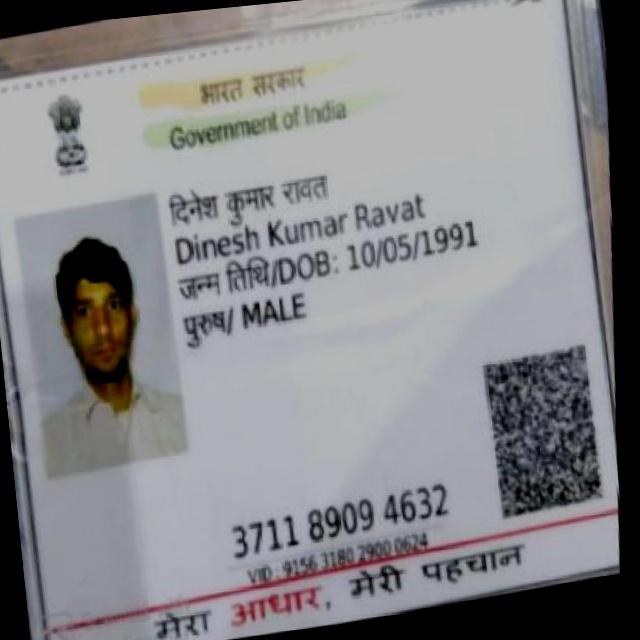 भारत सरकार
Government of India
दिनेश कुमार रावत
Dinesh Kumar Ravat
जन्म तिथि/DOB: 10/05/1991
पुरुष/ MALE
3711 8909 4632
VID : 9156 3180 2900 0624
मेरा आधार, मेरी पहचान